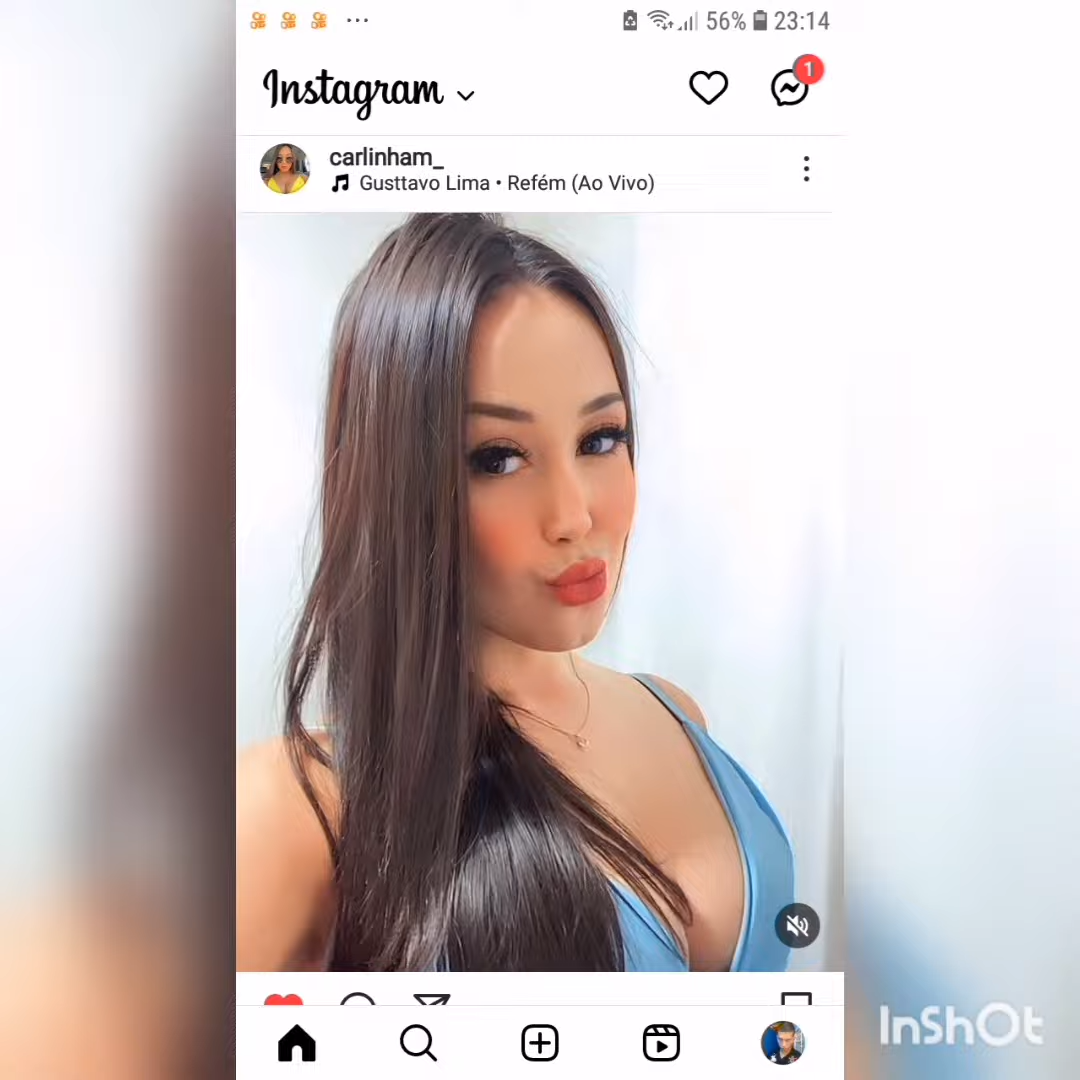 56% 23:14
Instagram
1
carlinham_
Gusttavo Lima • Refém (Ao Vivo)
InShOt